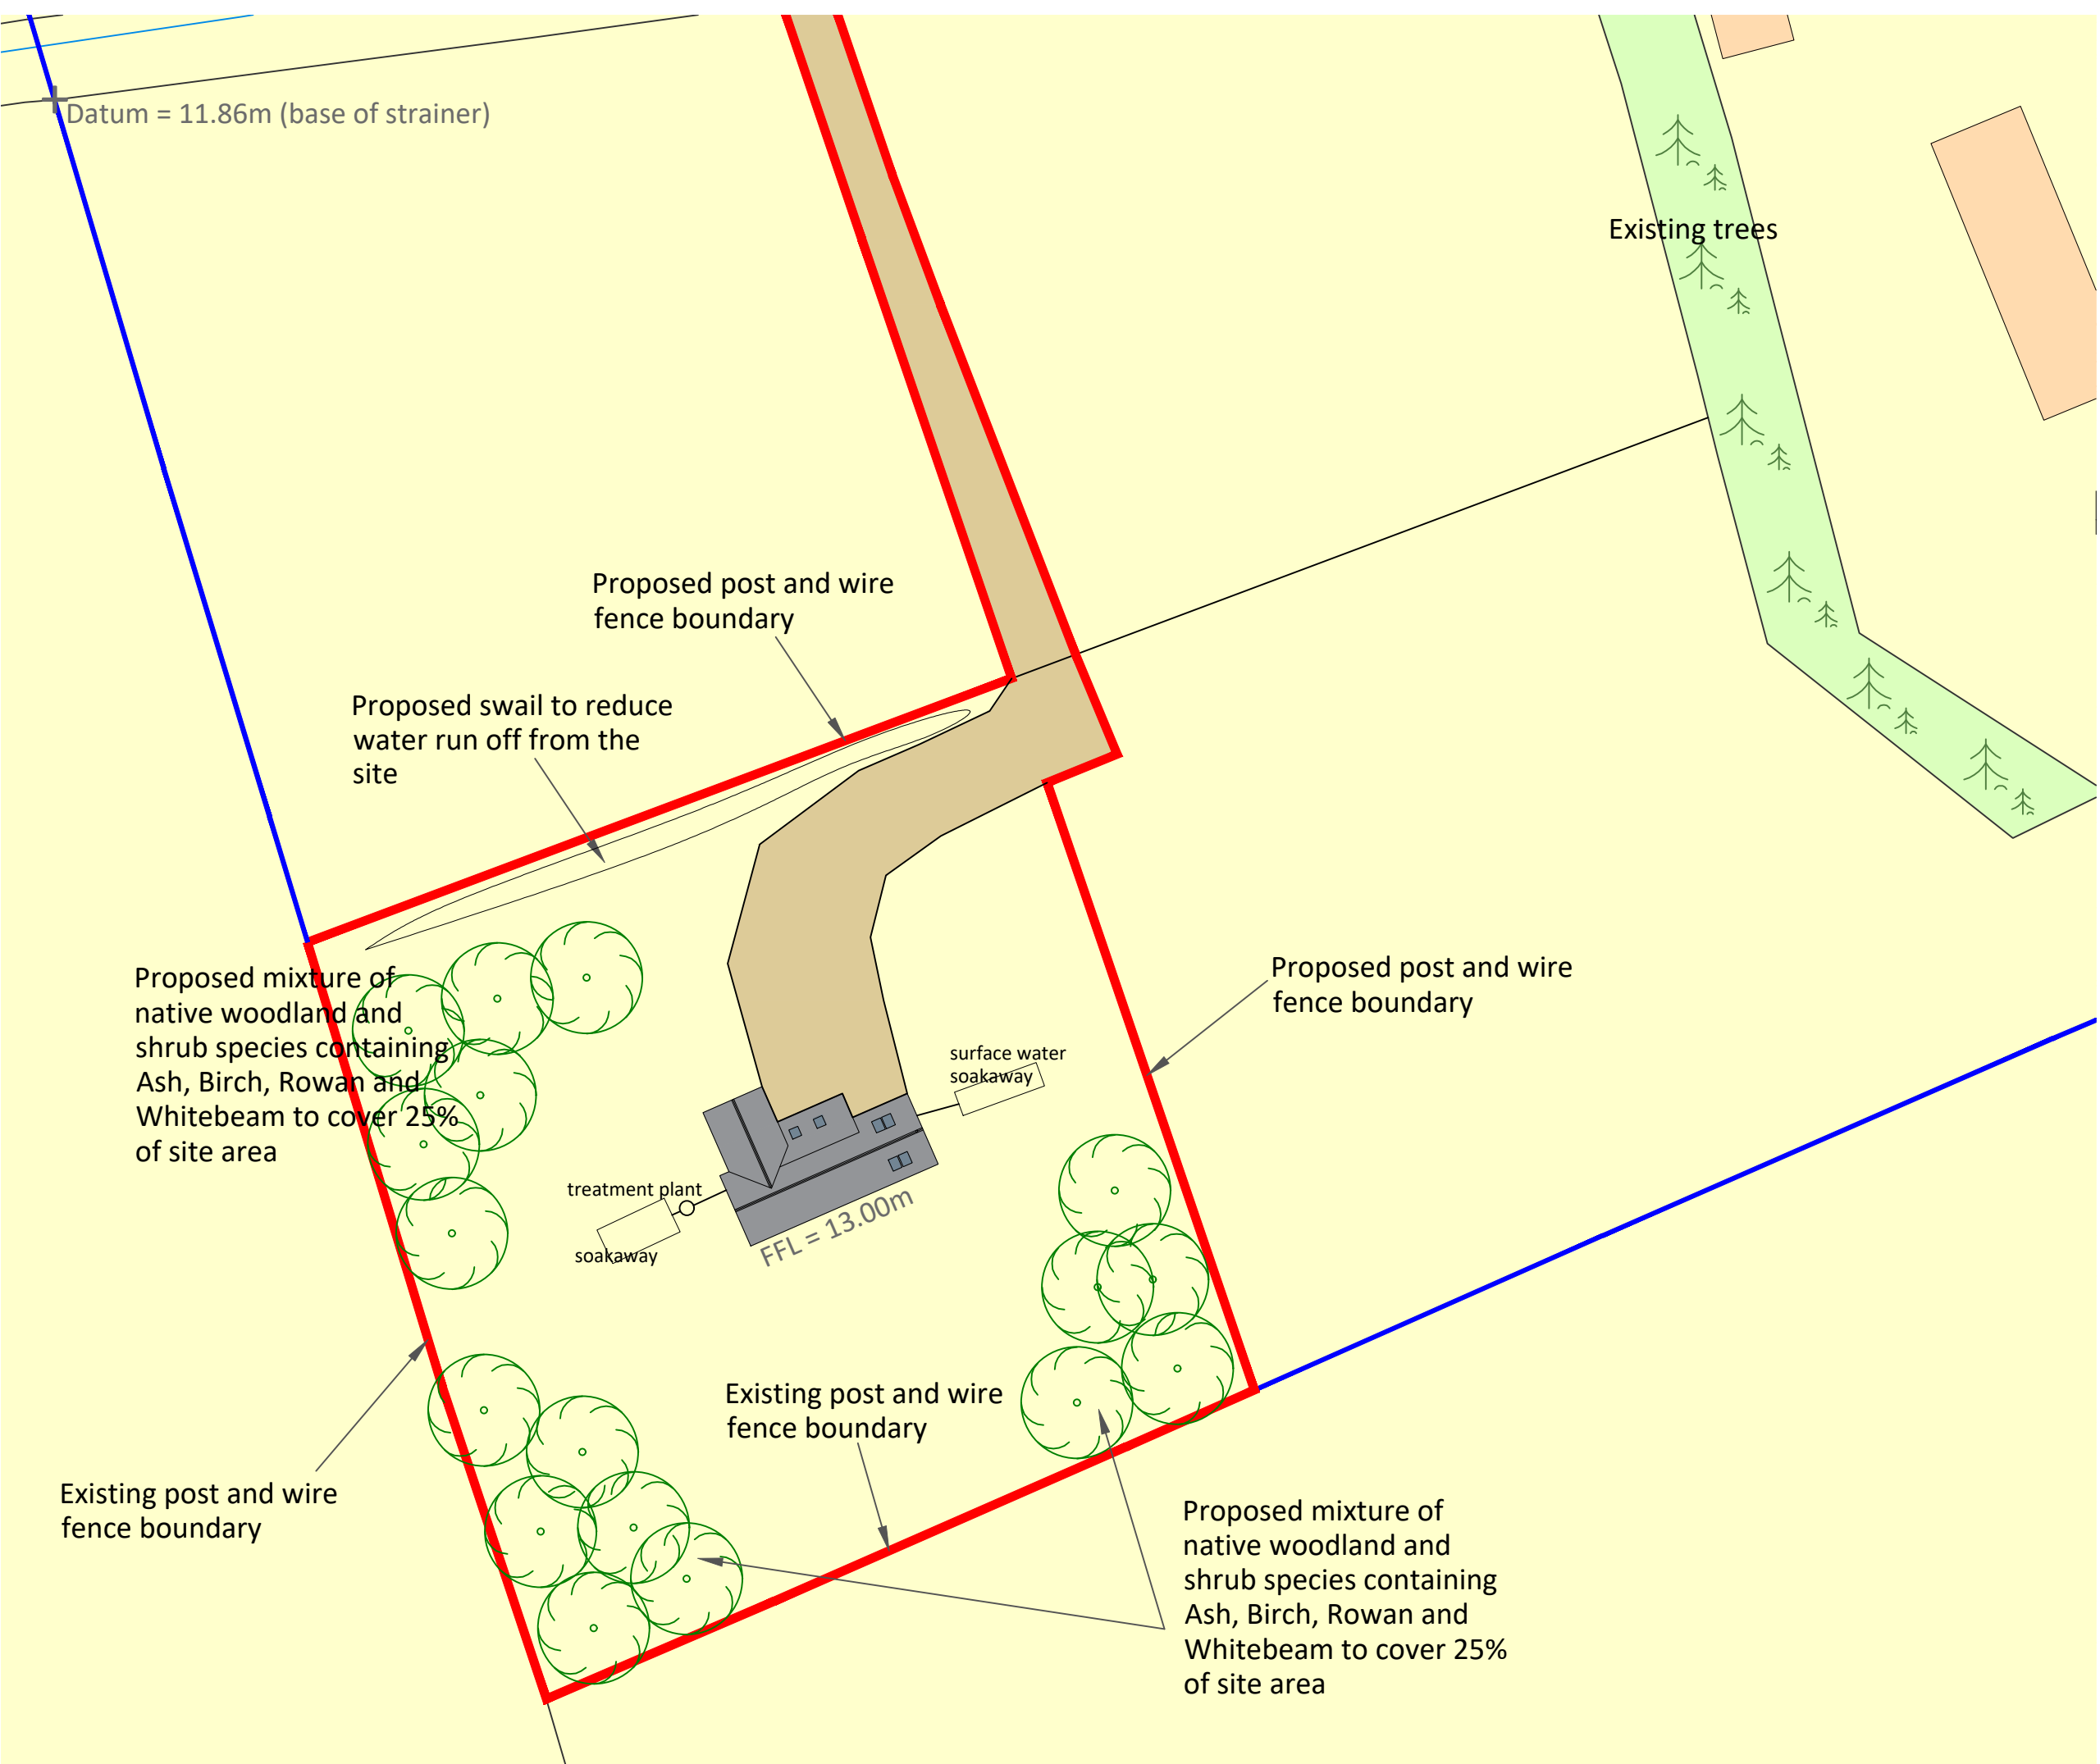 Datum = 11.86m (base of strainer)
Existing trees
Proposed post and wire
fence boundary
Proposed swail to reduce
water run off from the
site
Proposed mixture of
native woodland and
shrub species containing
Ash, Birch, Rowan and
Whitebeam to cover 25%
of site area
Proposed post and wire
fence boundary
surface water
soakaway
treatment plant
soakaway
FFL = 13.00m
Existing post and wire
fence boundary
Existing post and wire
fence boundary
Proposed mixture of
native woodland and
shrub species containing
Ash, Birch, Rowan and
Whitebeam to cover 25%
of site area